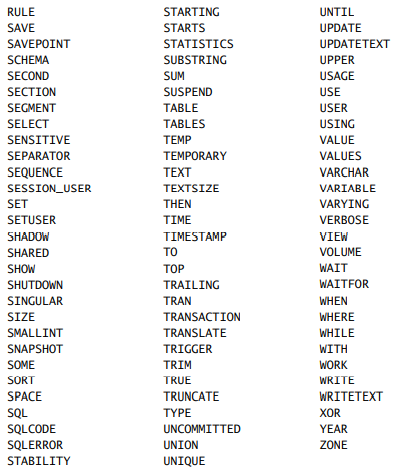 RULE STARTING UNTIL
SAVE STARTS UPDATE
SAVEPOINT STATISTICS UPDATETEXT
SCHEMA SUBSTRING UPPER
SECOND SUM USAGE
SECTION SUSPEND USE
SEGMENT TABLE USER
SELECT TABLES USING
SENSITIVE TEMP VALUE
SEPARATOR TEMPORARY VALUES
SEQUENCE TEXT VARCHAR
SESSION_USER TEXTSIZE VARIABLE
SET THEN VARYING
SETUSER TIME VERBOSE
SHADOW TIMESTAMP VIEW
SHARED TO VOLUME
SHOW TOP WAIT
SHUTDOWN TRAILING WAITFOR
SINGULAR TRAN WHEN
SIZE TRANSACTION WHERE
SMALLINT TRANSLATE WHILE
SNAPSHOT TRIGGER WITH
SOME TRIM WORK
SORT TRUE WRITE
SPACE TRUNCATE WRITETEXT
SQL TYPE XOR
SQLCODE UNCOMMITTED YEAR
SQLERROR UNION ZONE
STABILITY UNIQUE